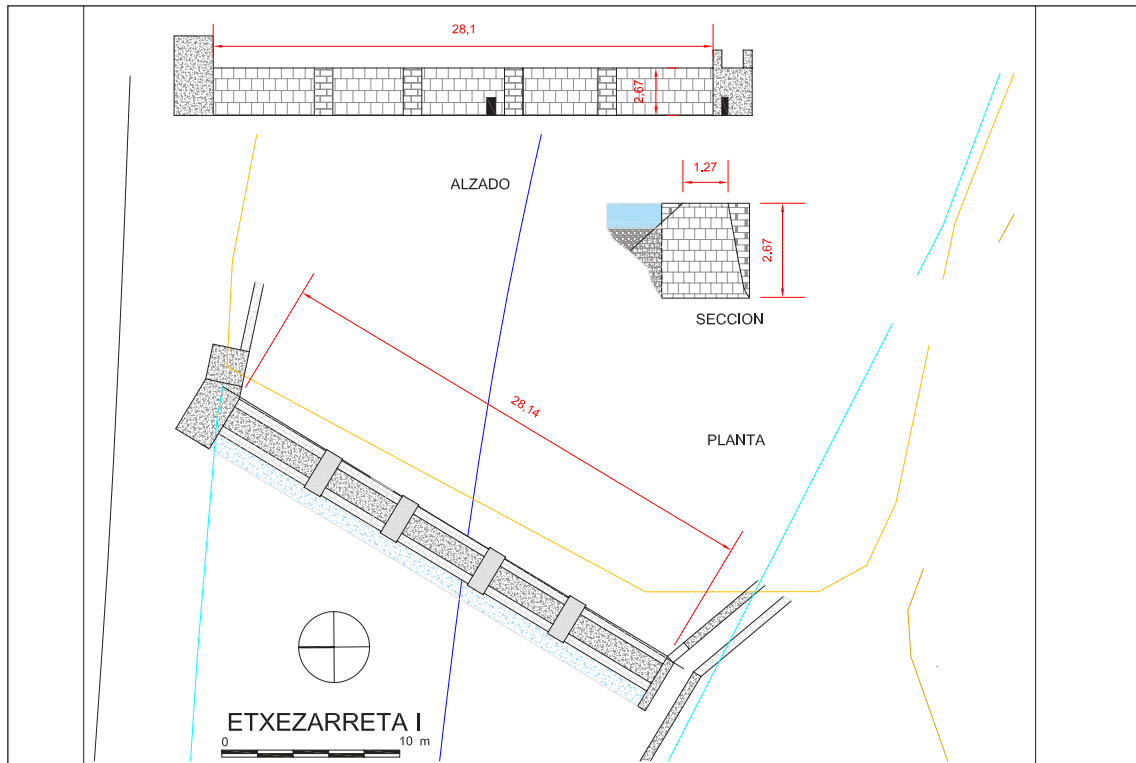 28,1
2,67
ALZADO
1.27
2.67
SECCION
28,14
PLANTA
ETXEZARRETA I
0 10 m